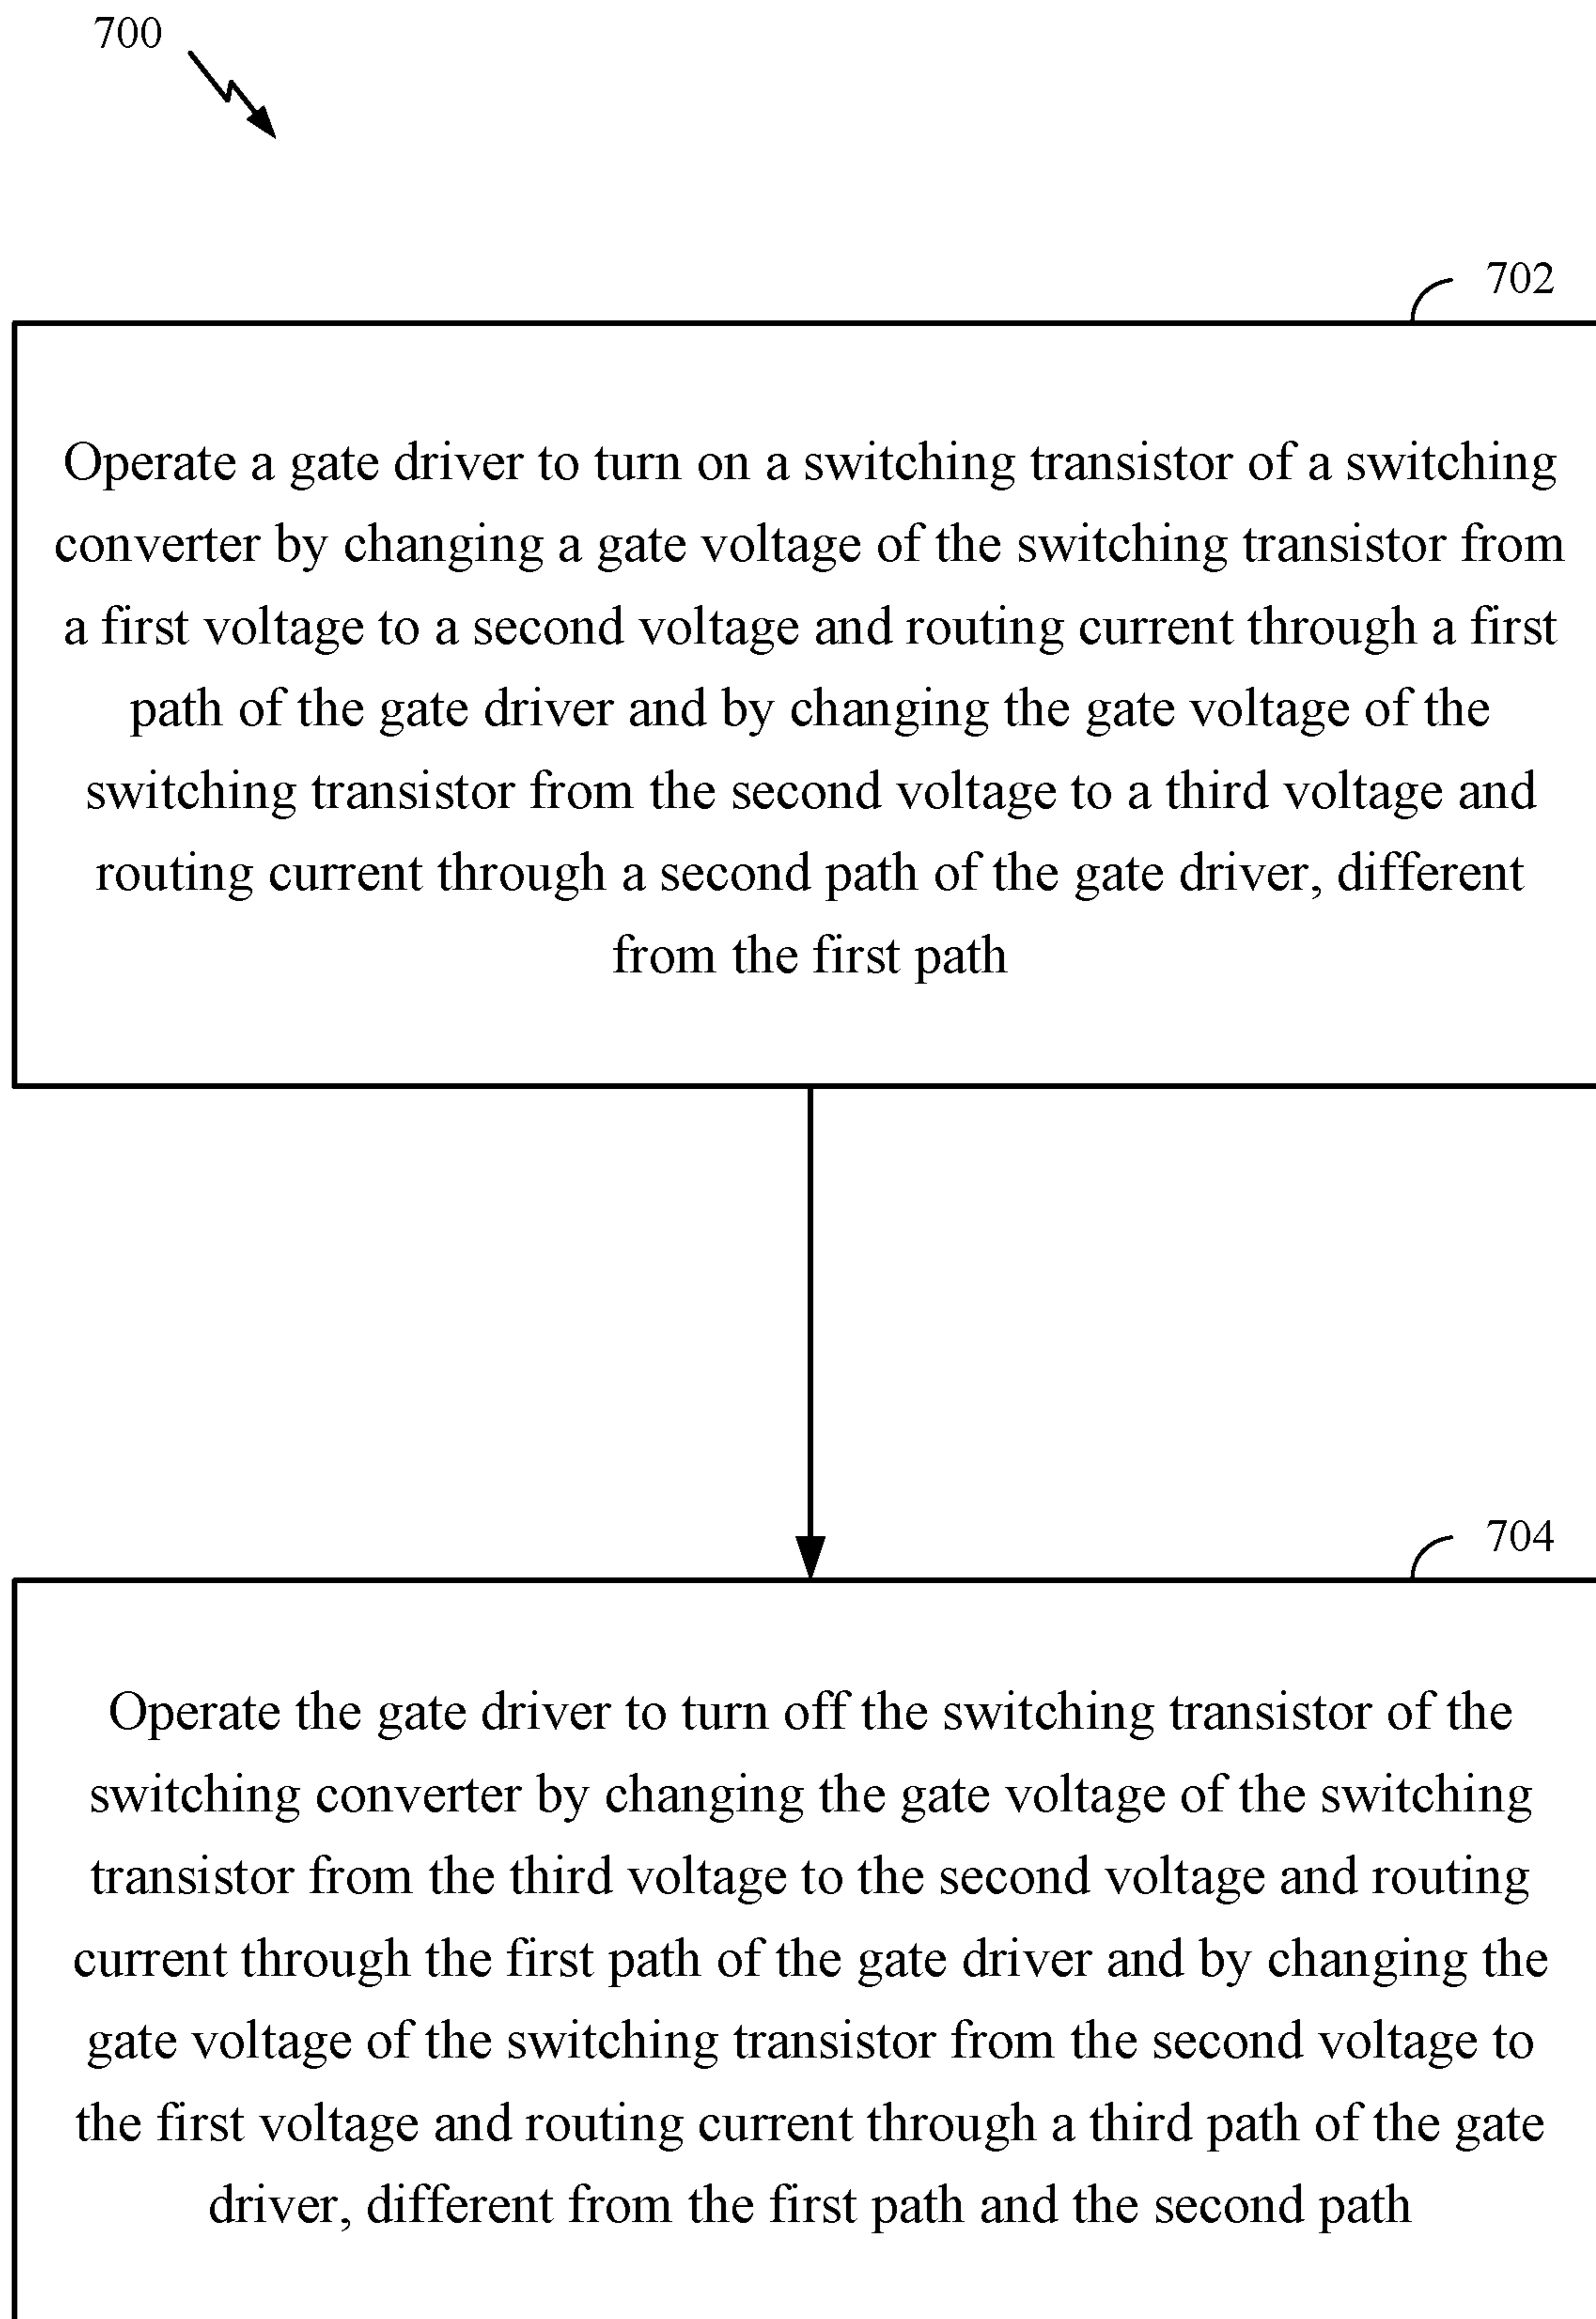 700
702
Operate a gate driver to turn on a switching transistor of a switching
converter by changing a gate voltage of the switching transistor from
a first voltage to a second voltage and routing current through a first
path of the gate driver and by changing the gate voltage of the
switching transistor from the second voltage to a third voltage and
routing current through a second path of the gate driver, different
from the first path
704
Operate the gate driver to turn off the switching transistor of the
switching converter by changing the gate voltage of the switching
transistor from the third voltage to the second voltage and routing
current through the first path of the gate driver and by changing the
gate voltage of the switching transistor from the second voltage to
the first voltage and routing current through a third path of the gate
driver, different from the first path and the second path